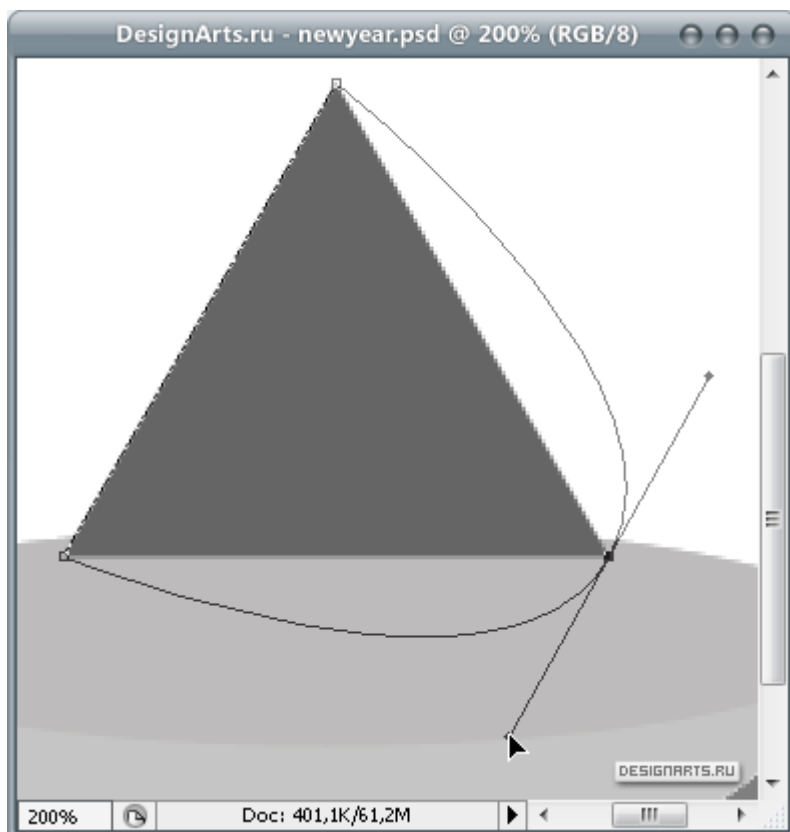 DesignArts.ru - newyear.psd @ 200% (RGB/8)
DESIGNARTS.RU
200%
Doc: 401,1K/61,2M